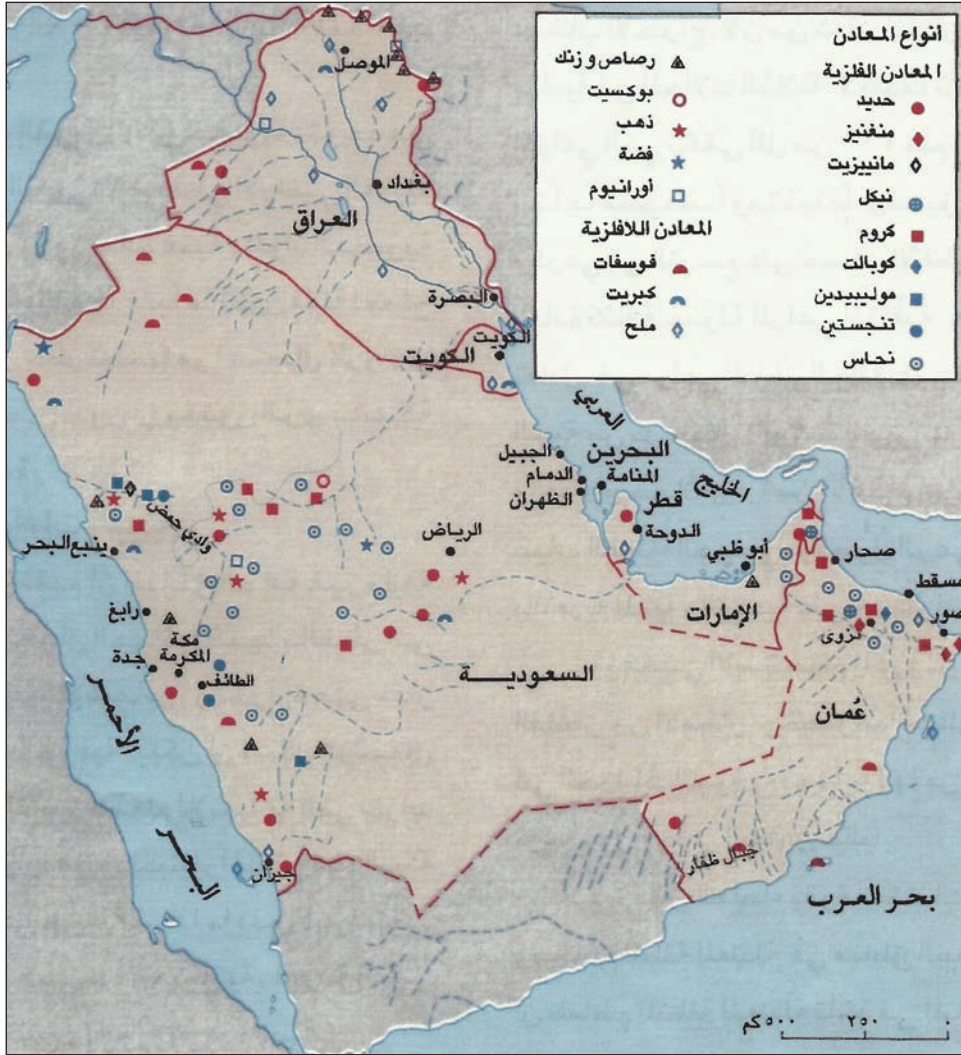 أنواع المعادن
المعادن الفلزية
حديد
منغنيز
مانييزيت
نيكل
كروم
كوبالت
موليبيدين
تنجستين
نحاس
رصاص وزنك
بوكسيت
ذهب
فضة
أورانيوم
المعادن اللافلزية
فوسفات
كبريت
ملح
الموصل
بغداد
العراق
البصرة
الكويت
الكويت
الخليج
العربي
البحرين
المنامة
الجبيل
الدمام
الظهران
قطر
الدوحة
الرياض
أبو ظبي
الإمارات
صحار
مسقط
صور
نزوى
وادي حمض
ينبع البحر
رابغ
مكة
المكرمة
جدة
الطائف
السعودية
عُمان
البحر
الأحمر
جيزان
جبال ظفار
بحر العرب
٥٠٠ كم
٢٥٠
٠